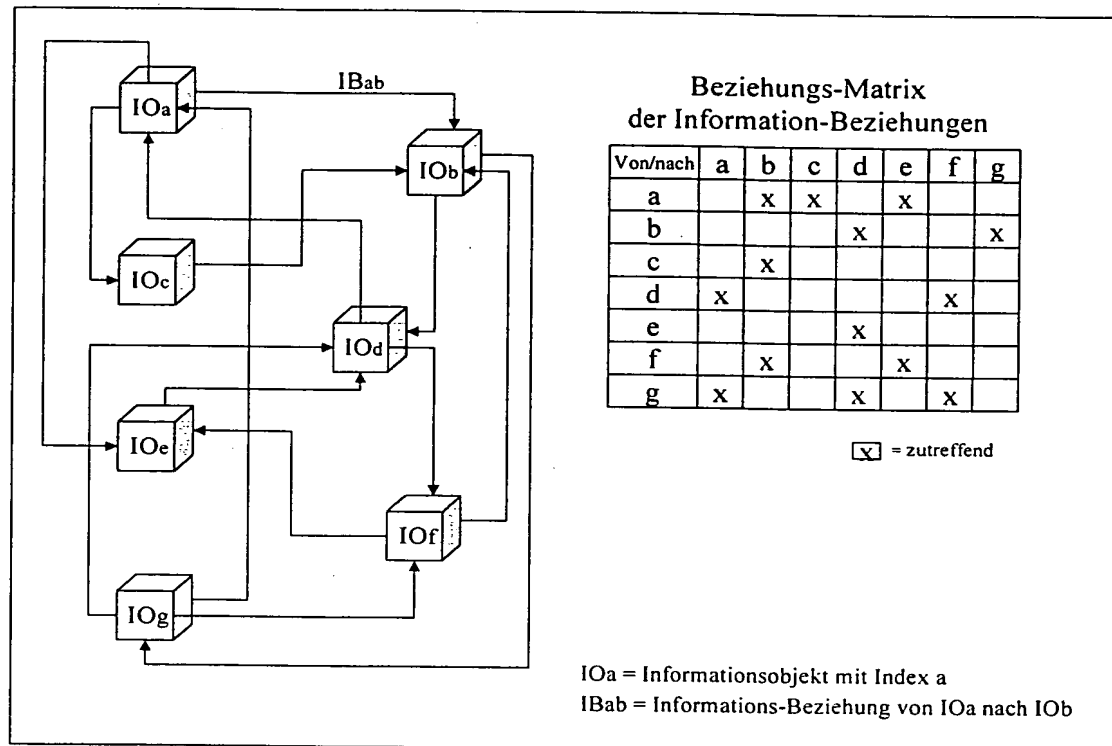 IBab
IOa
IOb
IOc
IOd
IOe
IOf
IOg
Beziehungs-Matrix
der Information-Beziehungen
Von/nach a b c d e f g
a x x x
b x x
c x
d x x
e x
f x x
g x x x
x = zutreffend
IOa = Informationsobjekt mit Index a
IBab = Informations-Beziehung von IOa nach IOb